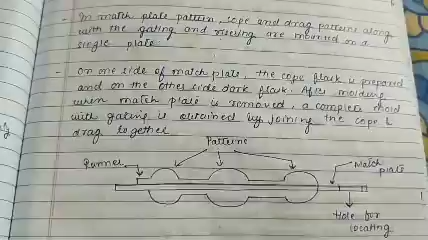 - In match plate pattern, cope and drag patterns along
with the gating and risering are mounted on a
single plate.
- On one side of match plate, the cope flask is prepared
and on the other side drak flask. After molding
when match plate is removed, a complete mold
with gating is obtained by joining the cope &
drag together
Patterns
Runner
Match
plate
Hole for
locating